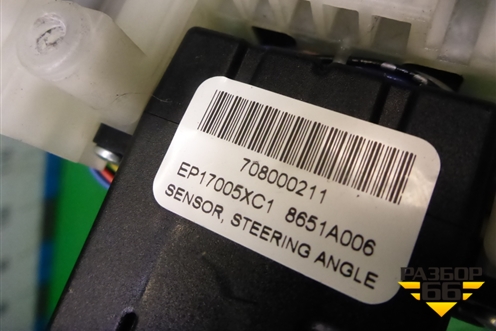 708000211
EP17005XC1 8651A006
SENSOR, STEERING ANGLE
РАЗБОР
66